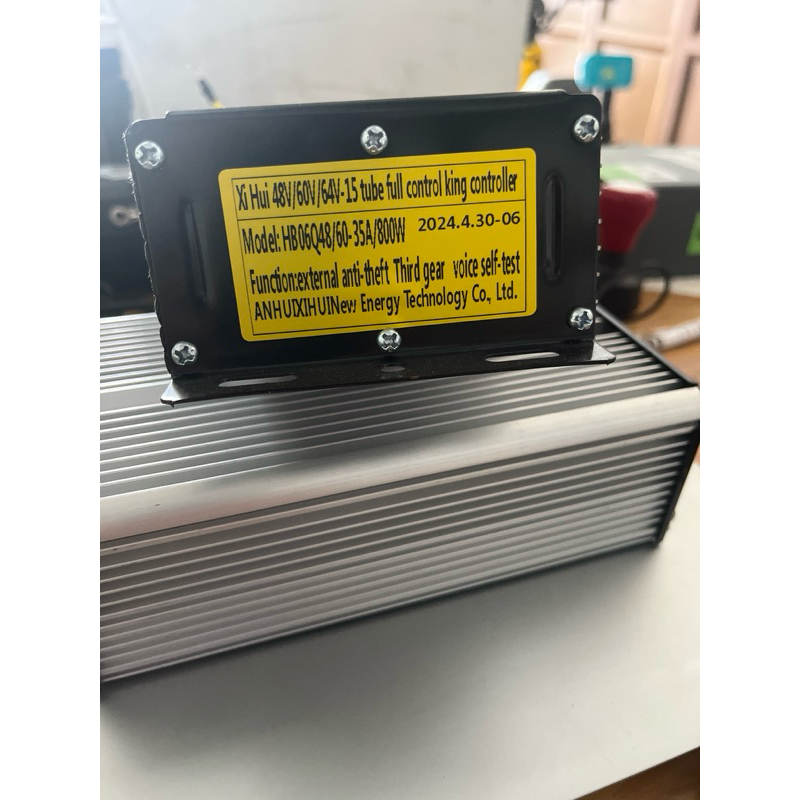 Xi Hui 48V/60V/64V-15 tube full control king controller
Model: HB06Q48/60-35A/800W 2024.4.30-06
Function:external anti-theft Third gear voice self-test
ANHUIXIHUINew Energy Technology Co., Ltd.